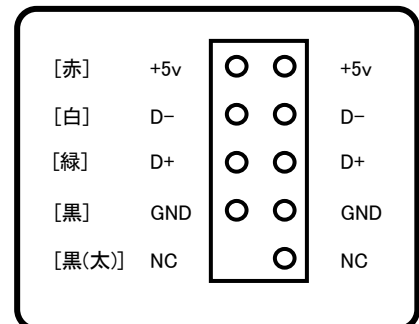 [赤] +5v +5v
[白] D- D-
[緑] D+ D+
[黒] GND GND
[黒(太)] NC NC